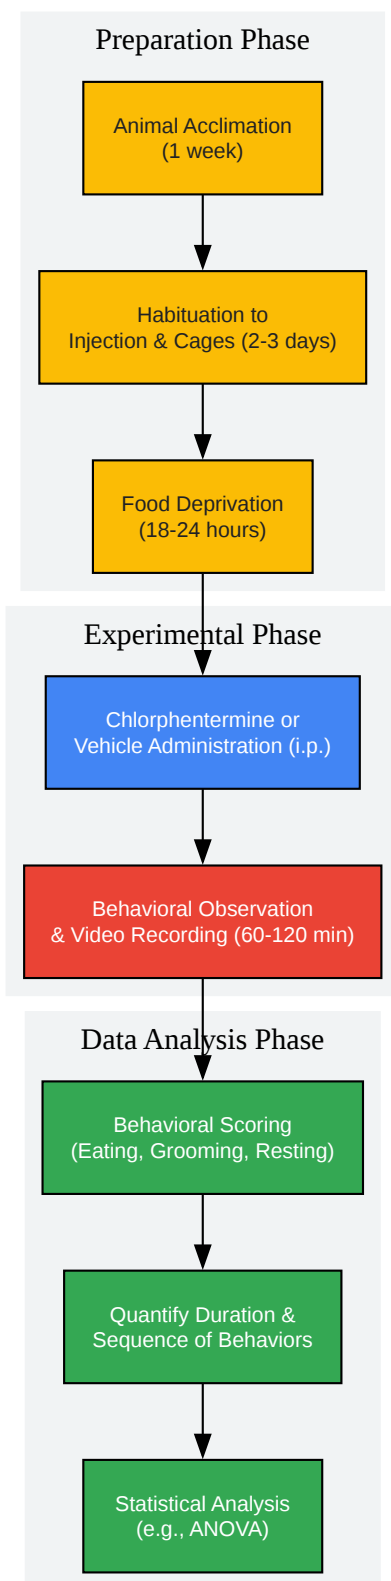 Preparation Phase
Animal Acclimation
(1 week)
Habituation to
Injection & Cages (2-3 days)
Food Deprivation
(18-24 hours)
Experimental Phase
Chlorphentermine or
Vehicle Administration (i.p.)
Behavioral Observation
& Video Recording (60-120 min)
Data Analysis Phase
Behavioral Scoring
(Eating, Grooming, Resting)
Quantify Duration &
Sequence of Behaviors
Statistical Analysis
(e.g., ANOVA)